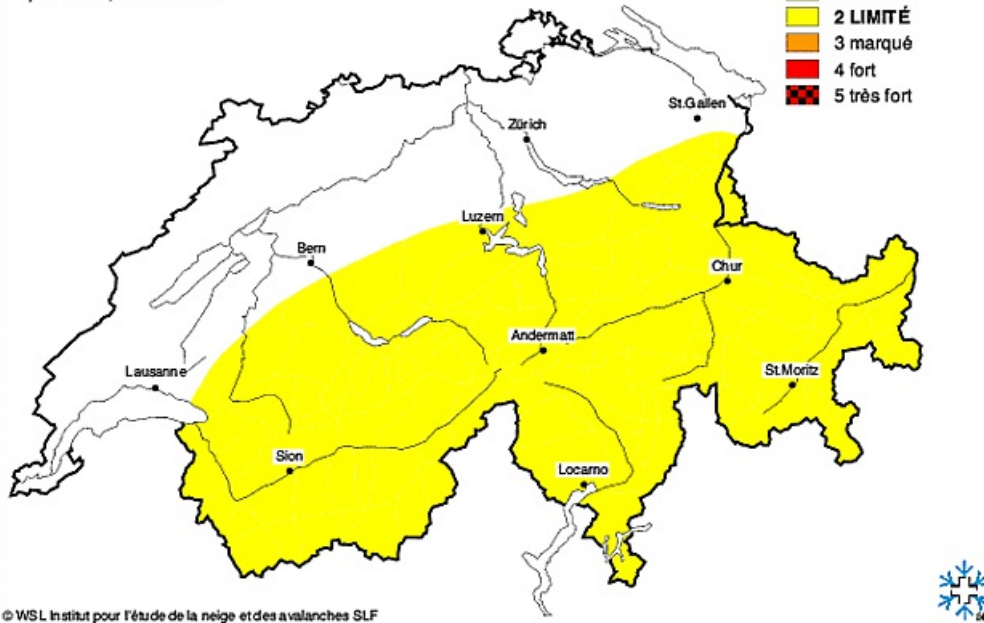 2 LIMITÉ
3 marqué
4 fort
5 très fort
St.Gallen
Zürich
Luzern
Bern
Chur
Andermatt
Lausanne
St.Moritz
Sion
Locarno
© WSL Institut pour l'étude de la neige et des avalanches SLF